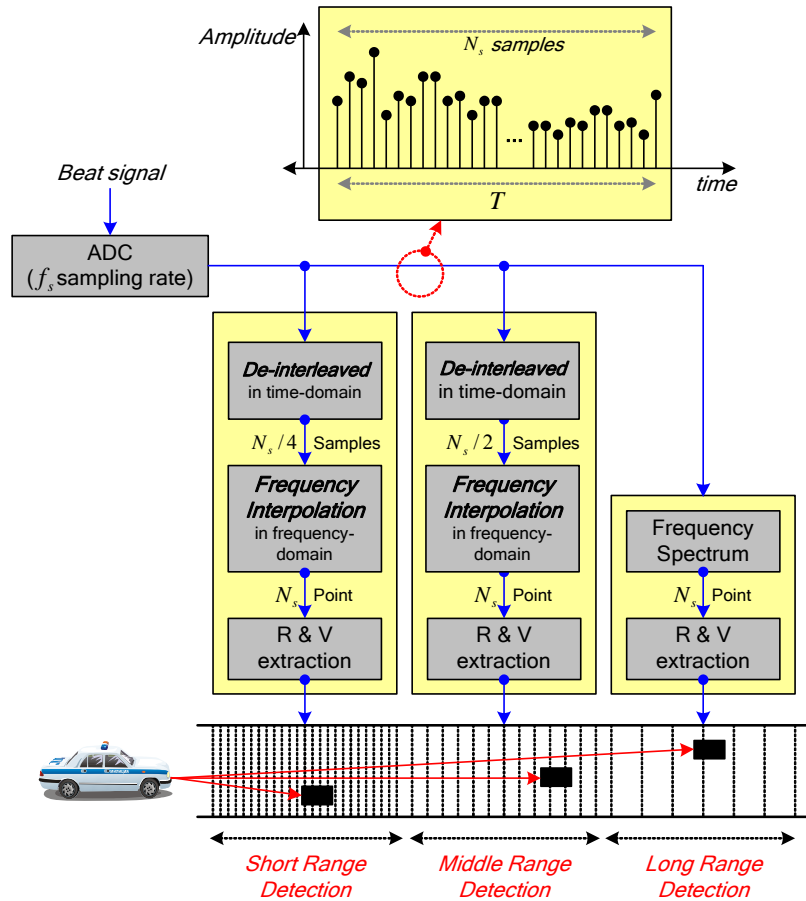 Amplitude
N_s samples
...
T
time
Beat signal
ADC
(f_s sampling rate)
De-interleaved
in time-domain
N_s / 4 Samples
Frequency
Interpolation
in frequency-
domain
N_s Point
R & V
extraction
De-interleaved
in time-domain
N_s / 2 Samples
Frequency
Interpolation
in frequency-
domain
N_s Point
R & V
extraction
Frequency
Spectrum
N_s Point
R & V
extraction
Short Range
Detection
Middle Range
Detection
Long Range
Detection